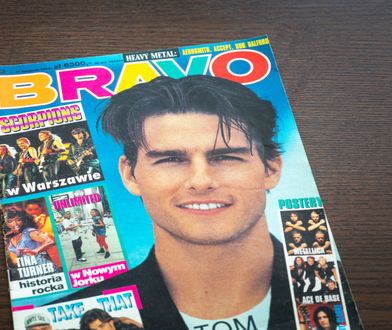 zł 6300,-
HEAVY METAL: AEROSMITH, ACCEPT, ROB HALFORD
BRAVO
SCORPIONS
w Warszawie
TINA
TURNER
historia
rocka
UNLIMITED
w Nowym
Jorku
TAKE THAT
TOM
POSTERY
METALLICA
ACE OF BASE